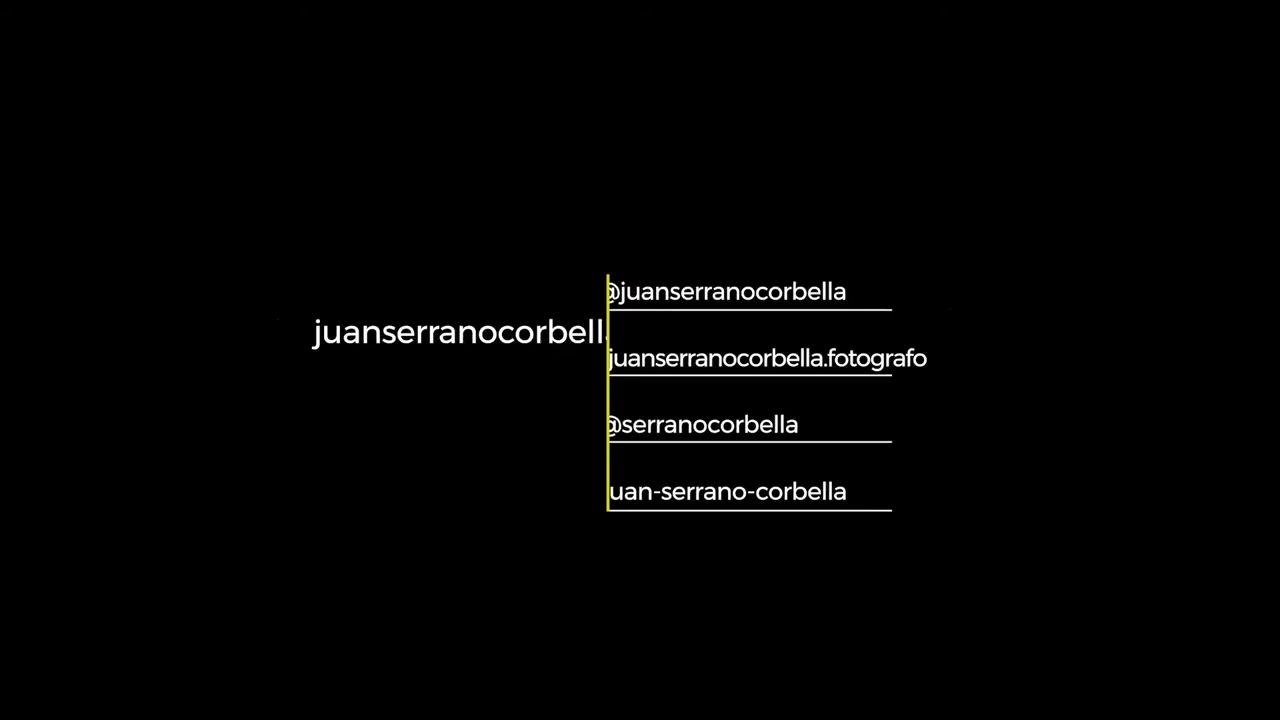 @juanserranocorbella
juanserranocorbell
juanserranocorbella.fotografo
@serranocorbella
uan-serrano-corbella